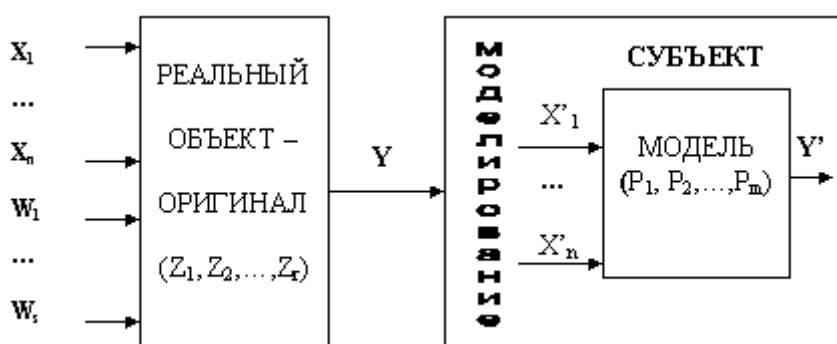 X₁
...
Xₙ
W₁
...
Wₛ
РЕАЛЬНЫЙ
ОБЪЕКТ –
ОРИГИНАЛ
(Z₁, Z₂,…,Zᵣ)
Y
Моделирование
СУБЪЕКТ
X’₁
...
X’ₙ
МОДЕЛЬ
(P₁, P₂,…,Pₘ)
Y’